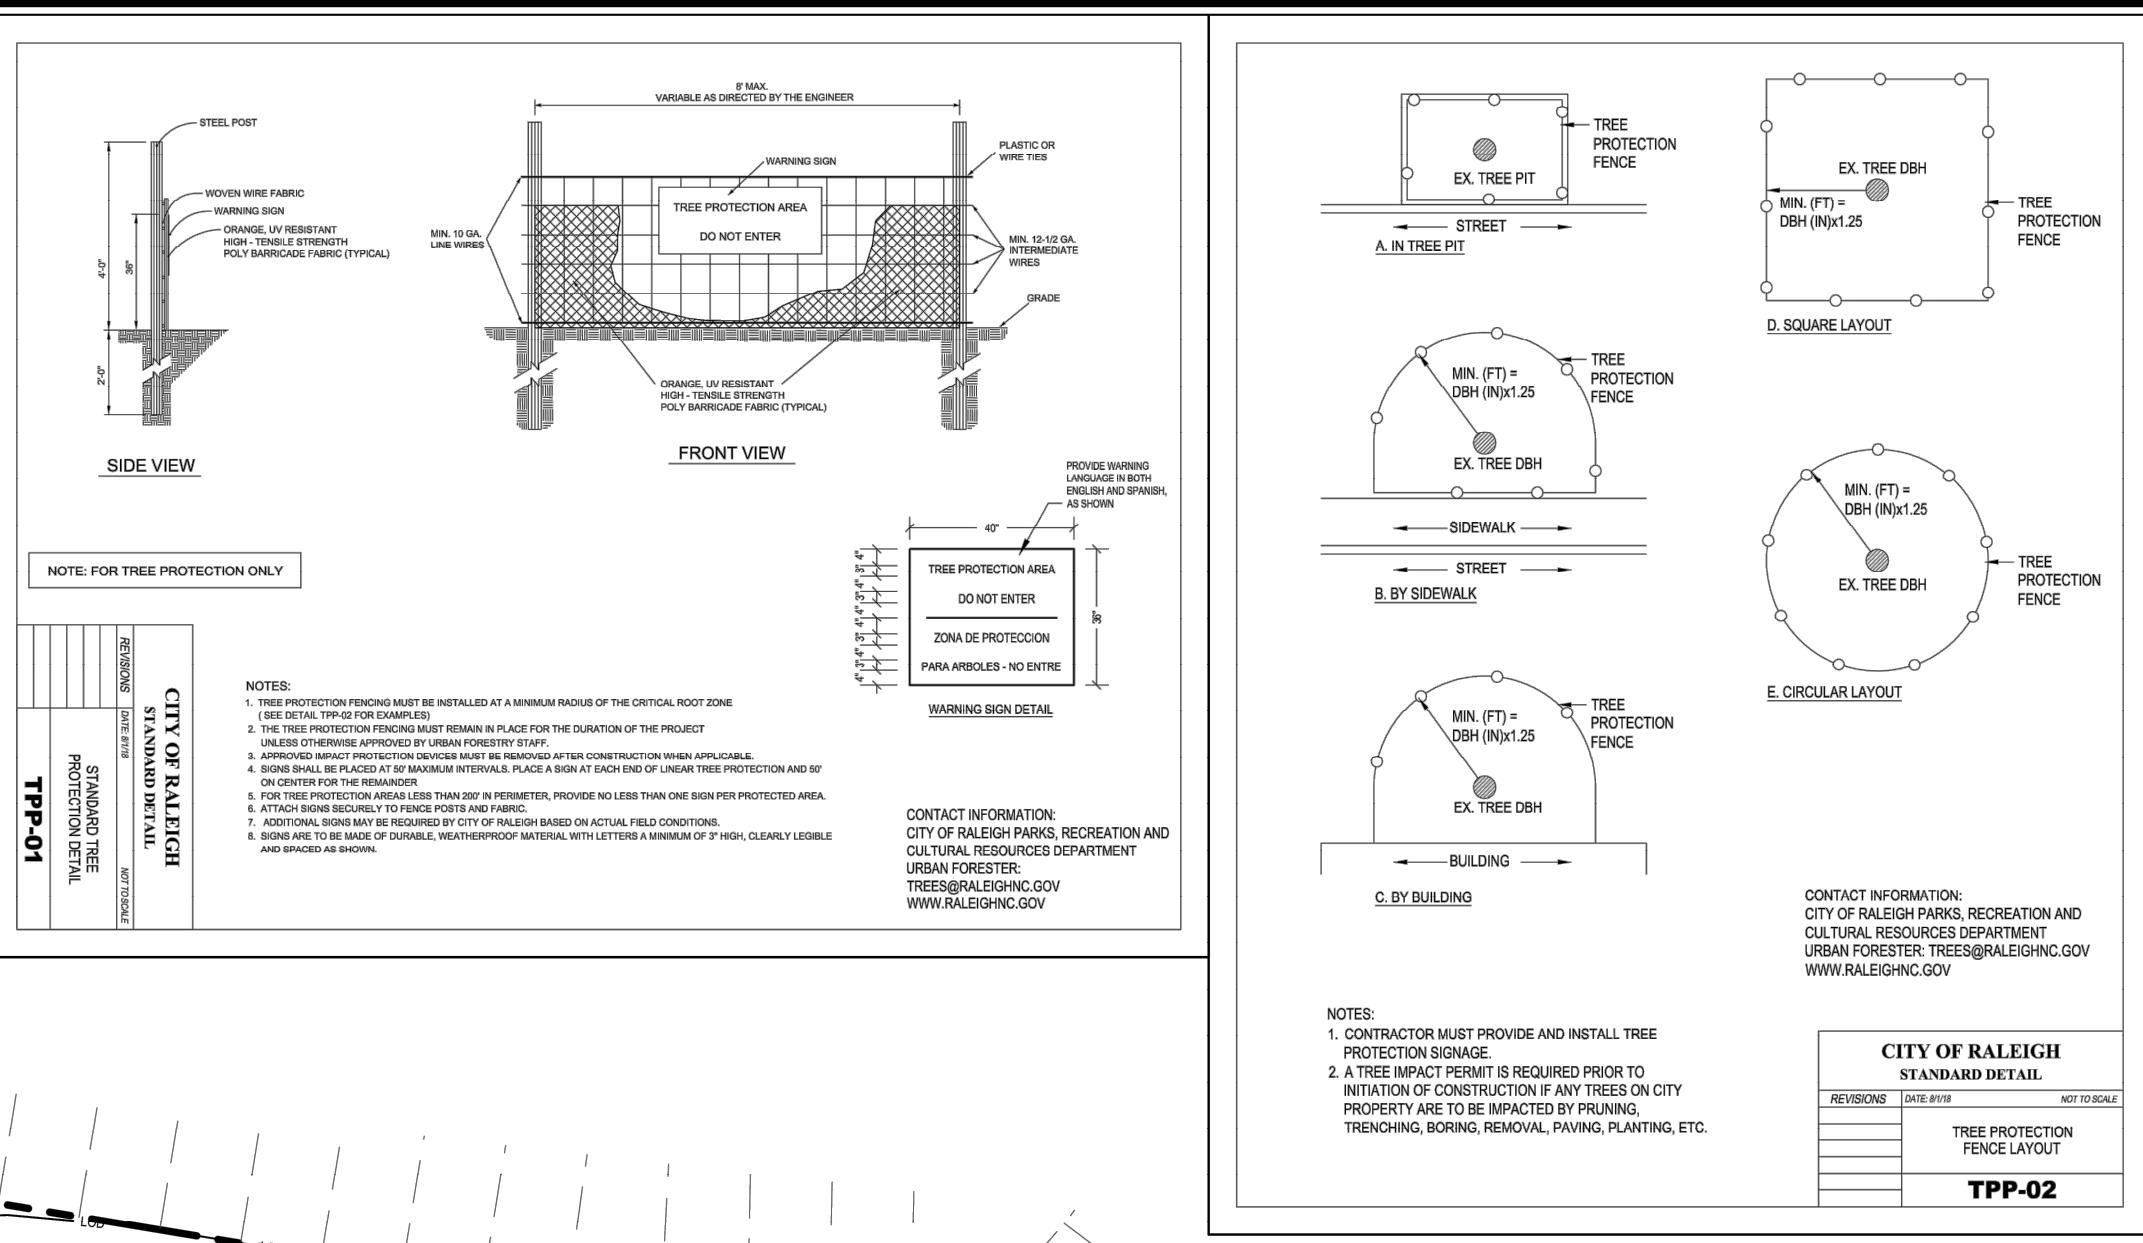 8' MAX.
VARIABLE AS DIRECTED BY THE ENGINEER
STEEL POST
WOVEN WIRE FABRIC
WARNING SIGN
ORANGE, UV RESISTANT
HIGH - TENSILE STRENGTH
POLY BARRICADE FABRIC (TYPICAL)
4'-0"
36"
2'-0"
SIDE VIEW
WARNING SIGN
PLASTIC OR
WIRE TIES
TREE PROTECTION AREA
DO NOT ENTER
MIN. 10 GA.
LINE WIRES
MIN. 12-1/2 GA.
INTERMEDIATE
WIRES
GRADE
ORANGE, UV RESISTANT
HIGH - TENSILE STRENGTH
POLY BARRICADE FABRIC (TYPICAL)
FRONT VIEW
PROVIDE WARNING
LANGUAGE IN BOTH
ENGLISH AND SPANISH,
AS SHOWN
40"
4"
3"
4"
3"
4"
3"
4"
3"
4"
36"
TREE PROTECTION AREA
DO NOT ENTER
ZONA DE PROTECCION
PARA ARBOLES - NO ENTRE
WARNING SIGN DETAIL
NOTE: FOR TREE PROTECTION ONLY
NOTES:
1. TREE PROTECTION FENCING MUST BE INSTALLED AT A MINIMUM RADIUS OF THE CRITICAL ROOT ZONE
( SEE DETAIL TPP-02 FOR EXAMPLES)
2. THE TREE PROTECTION FENCING MUST REMAIN IN PLACE FOR THE DURATION OF THE PROJECT
UNLESS OTHERWISE APPROVED BY URBAN FORESTRY STAFF.
3. APPROVED IMPACT PROTECTION DEVICES MUST BE REMOVED AFTER CONSTRUCTION WHEN APPLICABLE.
4. SIGNS SHALL BE PLACED AT 50' MAXIMUM INTERVALS. PLACE A SIGN AT EACH END OF LINEAR TREE PROTECTION AND 50'
ON CENTER FOR THE REMAINDER
5. FOR TREE PROTECTION AREAS LESS THAN 200' IN PERIMETER, PROVIDE NO LESS THAN ONE SIGN PER PROTECTED AREA.
6. ATTACH SIGNS SECURELY TO FENCE POSTS AND FABRIC.
7. ADDITIONAL SIGNS MAY BE REQUIRED BY CITY OF RALEIGH BASED ON ACTUAL FIELD CONDITIONS.
8. SIGNS ARE TO BE MADE OF DURABLE, WEATHERPROOF MATERIAL WITH LETTERS A MINIMUM OF 3" HIGH, CLEARLY LEGIBLE
AND SPACED AS SHOWN.
CONTACT INFORMATION:
CITY OF RALEIGH PARKS, RECREATION AND
CULTURAL RESOURCES DEPARTMENT
URBAN FORESTER:
TREES@RALEIGHNC.GOV
WWW.RALEIGHNC.GOV
CITY OF RALEIGH
STANDARD DETAIL
REVISIONS
DATE: 8/1/18
NOT TO SCALE
STANDARD TREE
PROTECTION DETAIL
TPP-01
LOD
EX. TREE PIT
TREE
PROTECTION
FENCE
STREET
A. IN TREE PIT
MIN. (FT) =
DBH (IN)x1.25
EX. TREE DBH
TREE
PROTECTION
FENCE
SIDEWALK
STREET
B. BY SIDEWALK
MIN. (FT) =
DBH (IN)x1.25
EX. TREE DBH
TREE
PROTECTION
FENCE
BUILDING
C. BY BUILDING
EX. TREE DBH
MIN. (FT) =
DBH (IN)x1.25
TREE
PROTECTION
FENCE
D. SQUARE LAYOUT
MIN. (FT) =
DBH (IN)x1.25
EX. TREE DBH
TREE
PROTECTION
FENCE
E. CIRCULAR LAYOUT
CONTACT INFORMATION:
CITY OF RALEIGH PARKS, RECREATION AND
CULTURAL RESOURCES DEPARTMENT
URBAN FORESTER: TREES@RALEIGHNC.GOV
WWW.RALEIGHNC.GOV
NOTES:
1. CONTRACTOR MUST PROVIDE AND INSTALL TREE
PROTECTION SIGNAGE.
2. A TREE IMPACT PERMIT IS REQUIRED PRIOR TO
INITIATION OF CONSTRUCTION IF ANY TREES ON CITY
PROPERTY ARE TO BE IMPACTED BY PRUNING,
TRENCHING, BORING, REMOVAL, PAVING, PLANTING, ETC.
CITY OF RALEIGH
STANDARD DETAIL
REVISIONS
DATE: 8/1/18
NOT TO SCALE
TREE PROTECTION
FENCE LAYOUT
TPP-02